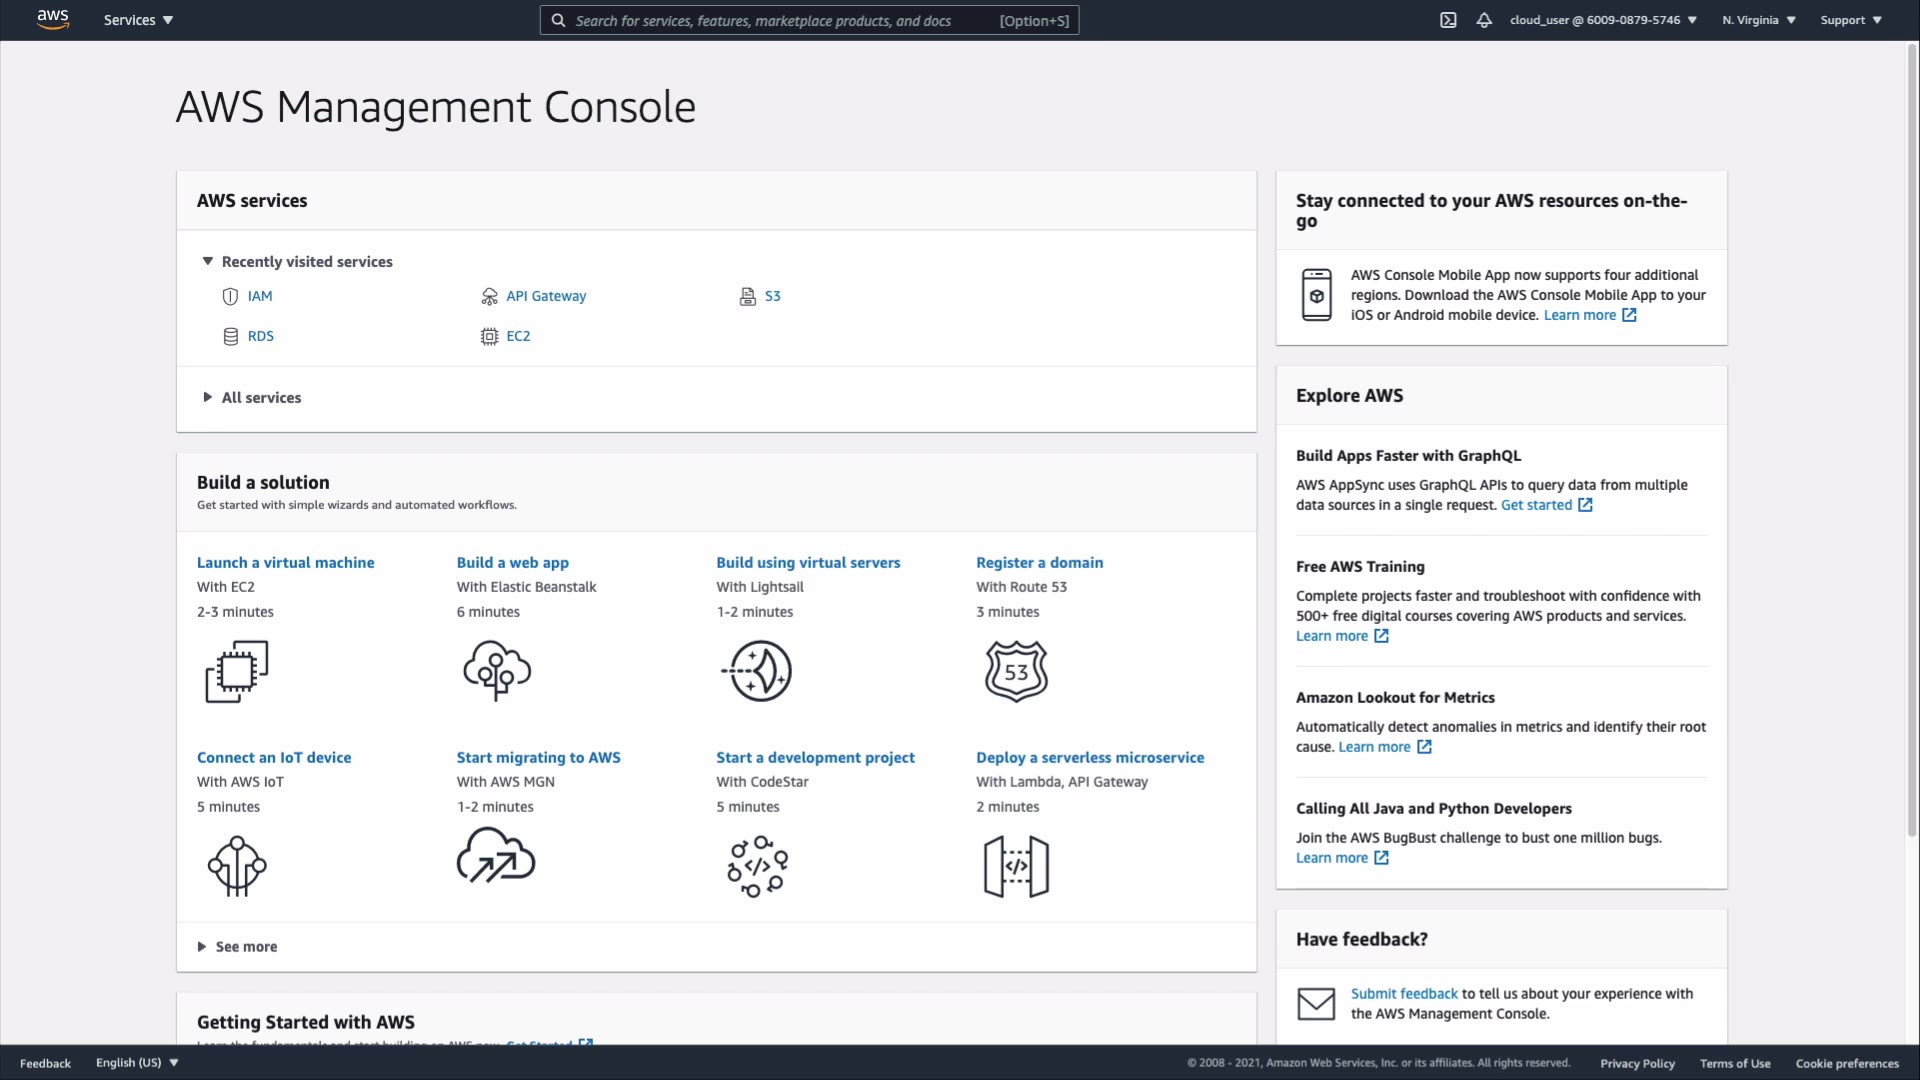 aws
Services
Search for services, features, marketplace products, and docs
[Option+S]
cloud_user @ 6009-0879-5746
N. Virginia
Support
AWS Management Console
AWS services
Recently visited services
IAM
API Gateway
S3
RDS
EC2
All services
Build a solution
Get started with simple wizards and automated workflows.
Launch a virtual machine
With EC2
2-3 minutes
Build a web app
With Elastic Beanstalk
6 minutes
Build using virtual servers
With Lightsail
1-2 minutes
Register a domain
With Route 53
3 minutes
53
Connect an IoT device
With AWS IoT
5 minutes
Start migrating to AWS
With AWS MGN
1-2 minutes
Start a development project
With CodeStar
5 minutes
</>
Deploy a serverless microservice
With Lambda, API Gateway
2 minutes
</>
See more
Getting Started with AWS
Learn the fundamentals and start building on AWS now. Get Started
Stay connected to your AWS resources on-the-
go
AWS Console Mobile App now supports four additional
regions. Download the AWS Console Mobile App to your
iOS or Android mobile device. Learn more
Explore AWS
Build Apps Faster with GraphQL
AWS AppSync uses GraphQL APIs to query data from multiple
data sources in a single request. Get started
Free AWS Training
Complete projects faster and troubleshoot with confidence with
500+ free digital courses covering AWS products and services.
Learn more
Amazon Lookout for Metrics
Automatically detect anomalies in metrics and identify their root
cause. Learn more
Calling All Java and Python Developers
Join the AWS BugBust challenge to bust one million bugs.
Learn more
Have feedback?
Submit feedback to tell us about your experience with
the AWS Management Console.
Feedback
English (US)
© 2008 - 2021, Amazon Web Services, Inc. or its affiliates. All rights reserved.
Privacy Policy
Terms of Use
Cookie preferences